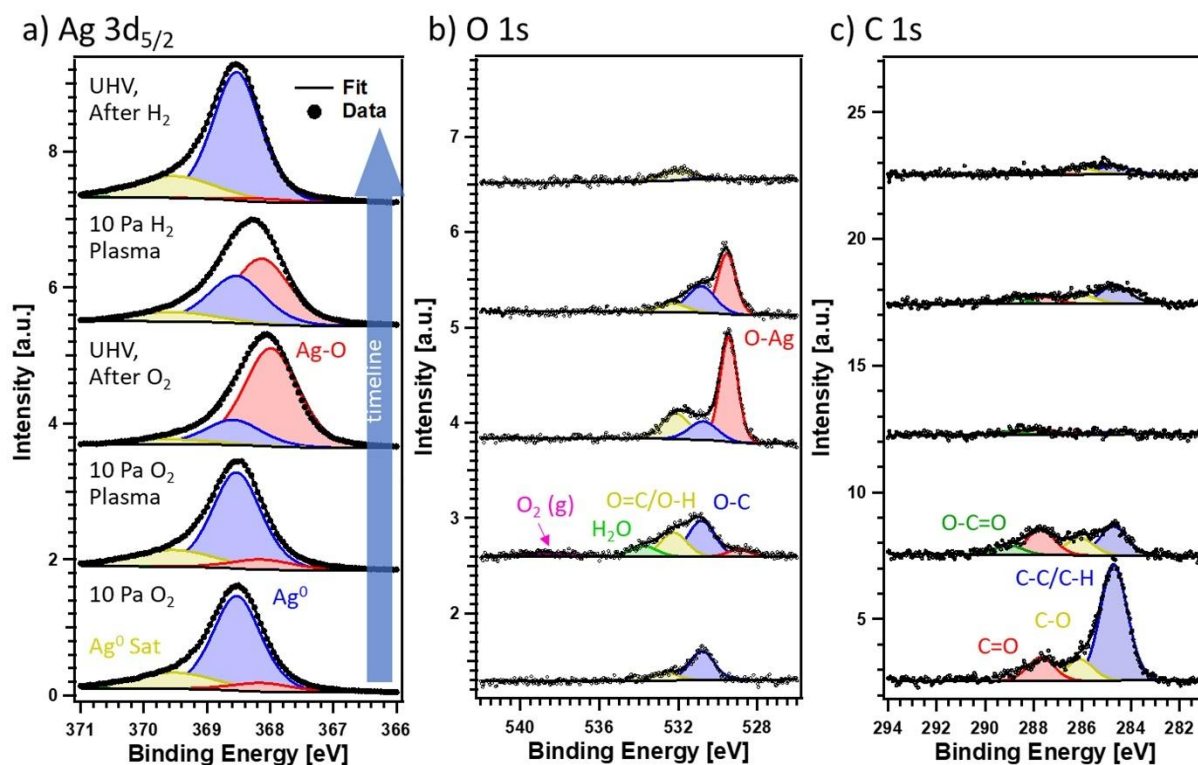 a) Ag 3d5/2
UHV,
After H2
Fit
Data
10 Pa H2
Plasma
UHV,
After O2
Ag-O
timeline
10 Pa O2
Plasma
10 Pa O2
Ag0
Ag0 Sat
8
6
4
2
0
Intensity [a.u.]
371
370
369
368
367
366
Binding Energy [eV]
b) O 1s
7
6
5
4
3
2
Intensity [a.u.]
O-Ag
O2 (g)
O=C/O-H
H2O
O-C
540
536
532
528
Binding Energy [eV]
c) C 1s
25
20
15
10
5
Intensity [a.u.]
O-C=O
C-C/C-H
C-O
C=O
294
292
290
288
286
284
282
Binding Energy [eV]